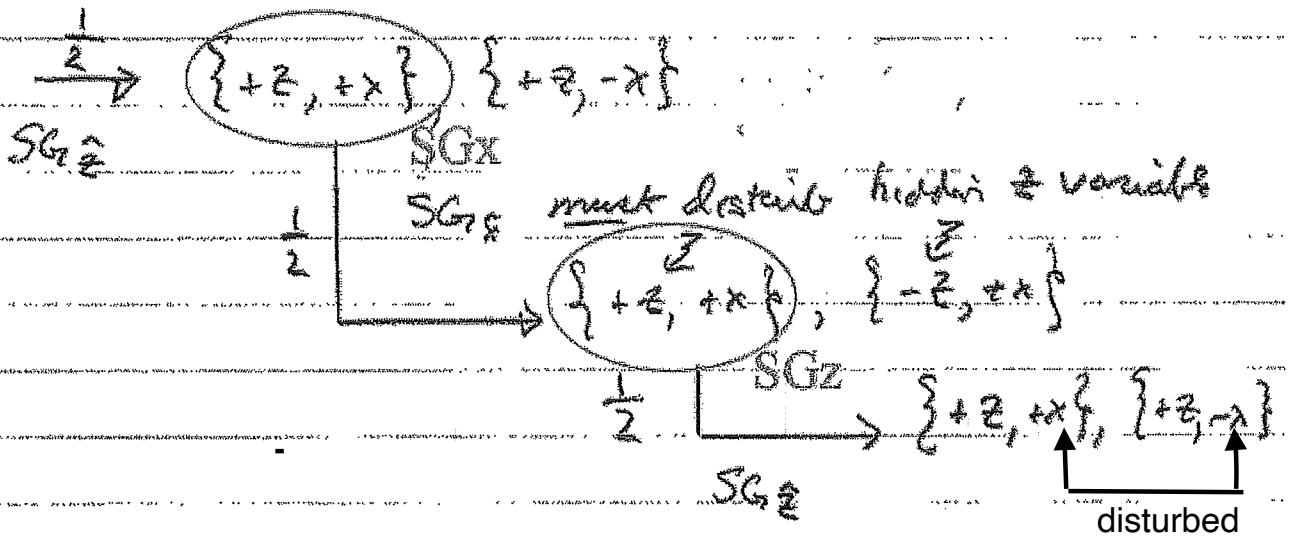 1/2
{+z, +x} {+z, -x}
SG ẑ
SGx
SG x̂ must disturb hidden z variable
1/2
{+z, +x}, {-z, +x}
SGz
1/2
{+z, +x}, {+z, -x}
SG ẑ
disturbed